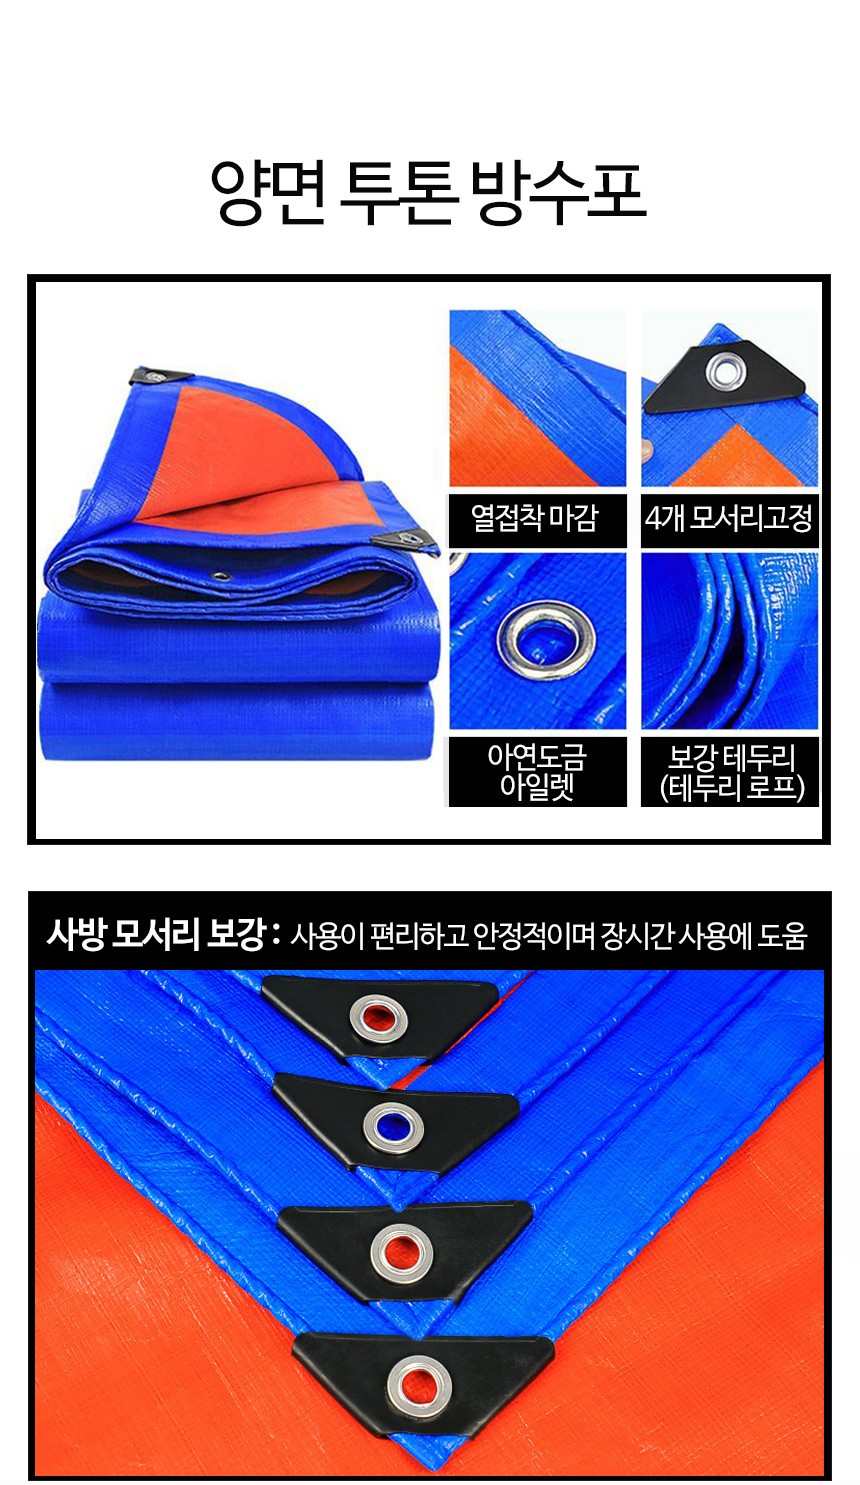 양면 투톤 방수포
열접착 마감
4개 모서리고정
아연도금
아일렛
보강 테두리
(테두리 로프)
사방 모서리 보강 : 사용이 편리하고 안정적이며 장시간 사용에 도움